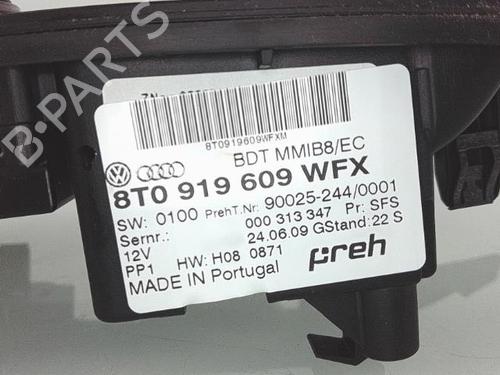 8T0919609WFXM
BDT MMIB8/EC
8T0 919 609 WFX
SW: 0100 PrehT.Nr: 90025-244/0001
Sernr.: 000 313 347 Pr: SFS
12V 24.06.09 GStand: 22 S
PP1 HW: H08 0871
MADE IN Portugal
preh
B-PARTS